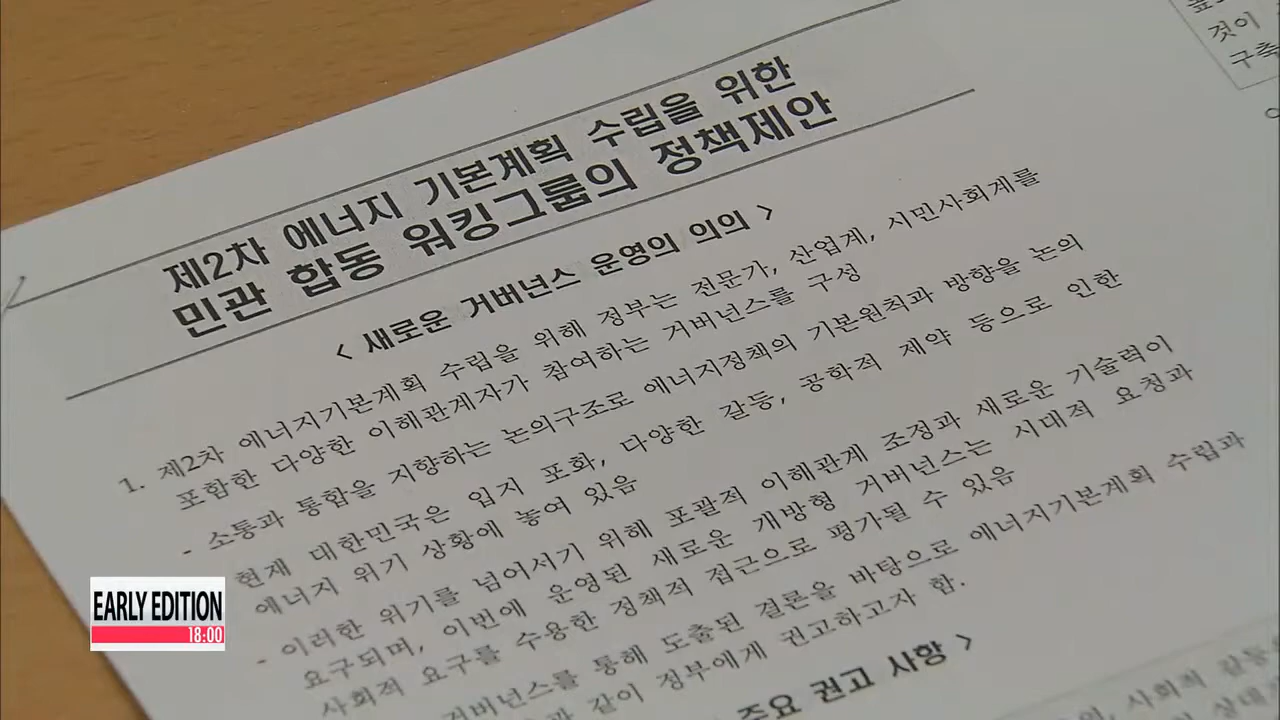 제2차 에너지 기본계획 수립을 위한
민관 합동 워킹그룹의 정책제안
< 새로운 거버넌스 운영의 의의 >
1. 제2차 에너지기본계획 수립을 위해 정부는 전문가, 산업계, 시민사회계를
포함한 다양한 이해관계자가 참여하는 거버넌스를 구성
- 소통과 통합을 지향하는 논의구조로 에너지정책의 기본원칙과 방향을 논의
현재 대한민국은 입지 포화, 다양한 갈등, 공학적 제약 등으로 인한
에너지 위기 상황에 놓여 있음
- 이러한 위기를 넘어서기 위해 포괄적 이해관계 조정과 새로운 기술력이
요구되며, 이번에 운영된 새로운 개방형 거버넌스는 시대적 요청과
사회적 요구를 수용한 정책적 접근으로 평가될 수 있음
거버넌스를 통해 도출된 결론을 바탕으로 에너지기본계획 수립과
같이 정부에게 권고하고자 함.
주요 권고 사항 >
것이
구축
사회적 갈등
EARLY EDITION
18:00